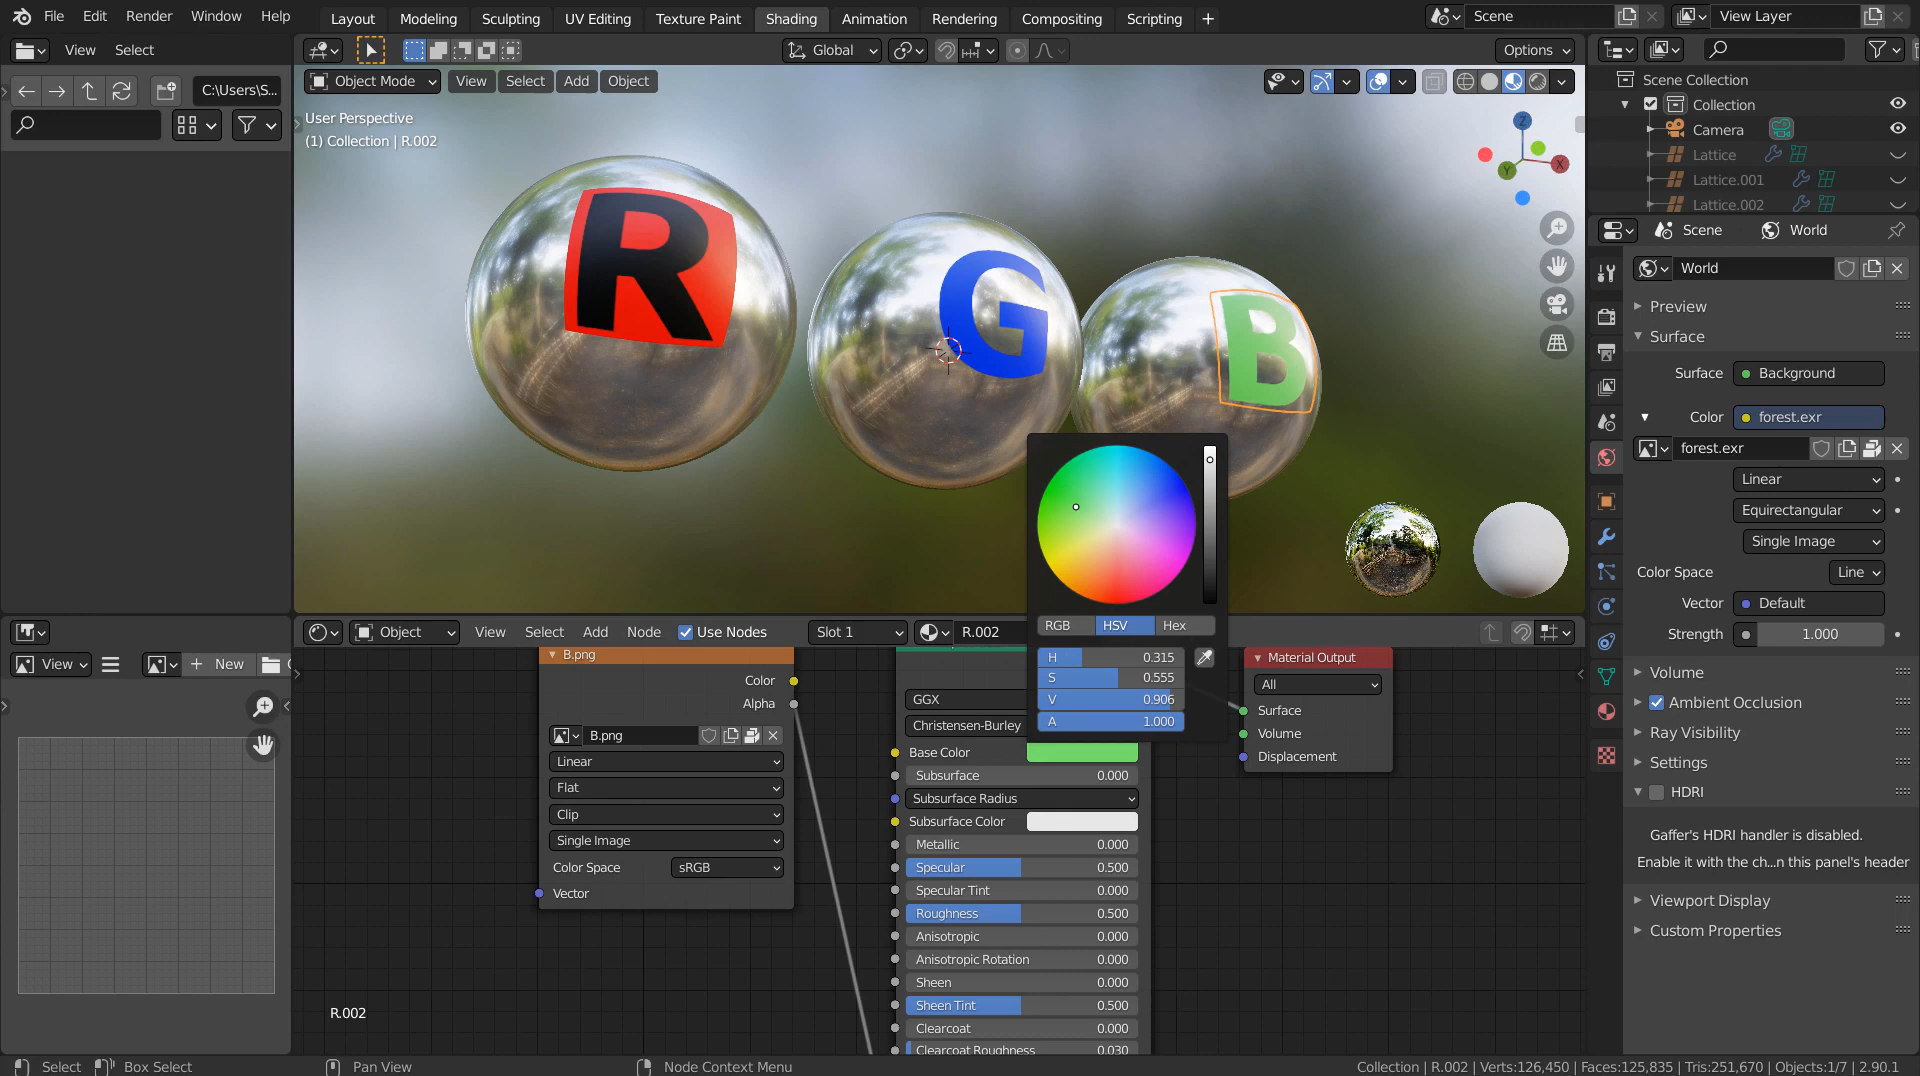 File Edit Render Window Help
Layout Modeling Sculpting UV Editing Texture Paint Shading Animation Rendering Compositing Scripting +
Scene
View Layer
View Select
Global
Options
C:\Users\S...
Object Mode View Select Add Object
User Perspective
(1) Collection | R.002
R
G
B
Z
X
Y
Scene Collection
Collection
Camera
Lattice
Lattice.001
Lattice.002
Scene World
World
Preview
Surface
Surface Background
Color forest.exr
forest.exr
Linear
Equirectangular
Single Image
Color Space Line
Vector Default
Strength 1.000
Volume
Ambient Occlusion
Ray Visibility
Settings
HDRI
Gaffer's HDRI handler is disabled.
Enable it with the ch...n this panel's header
Viewport Display
Custom Properties
View
+ New
Object View Select Add Node Use Nodes Slot 1 R.002
B.png
Color
Alpha
B.png
Linear
Flat
Clip
Single Image
Color Space sRGB
Vector
R.002
RGB HSV Hex
H 0.315
S 0.555
V 0.906
A 1.000
GGX
Christensen-Burley
Base Color
Subsurface 0.000
Subsurface Radius
Subsurface Color
Metallic 0.000
Specular 0.500
Specular Tint 0.000
Roughness 0.500
Anisotropic 0.000
Anisotropic Rotation 0.000
Sheen 0.000
Sheen Tint 0.500
Clearcoat 0.000
Clearcoat Roughness 0.030
Material Output
All
Surface
Volume
Displacement
Select Box Select Pan View Node Context Menu
Collection | R.002 | Verts:126,450 | Faces:125,835 | Tris:251,670 | Objects:1/7 | 2.90.1